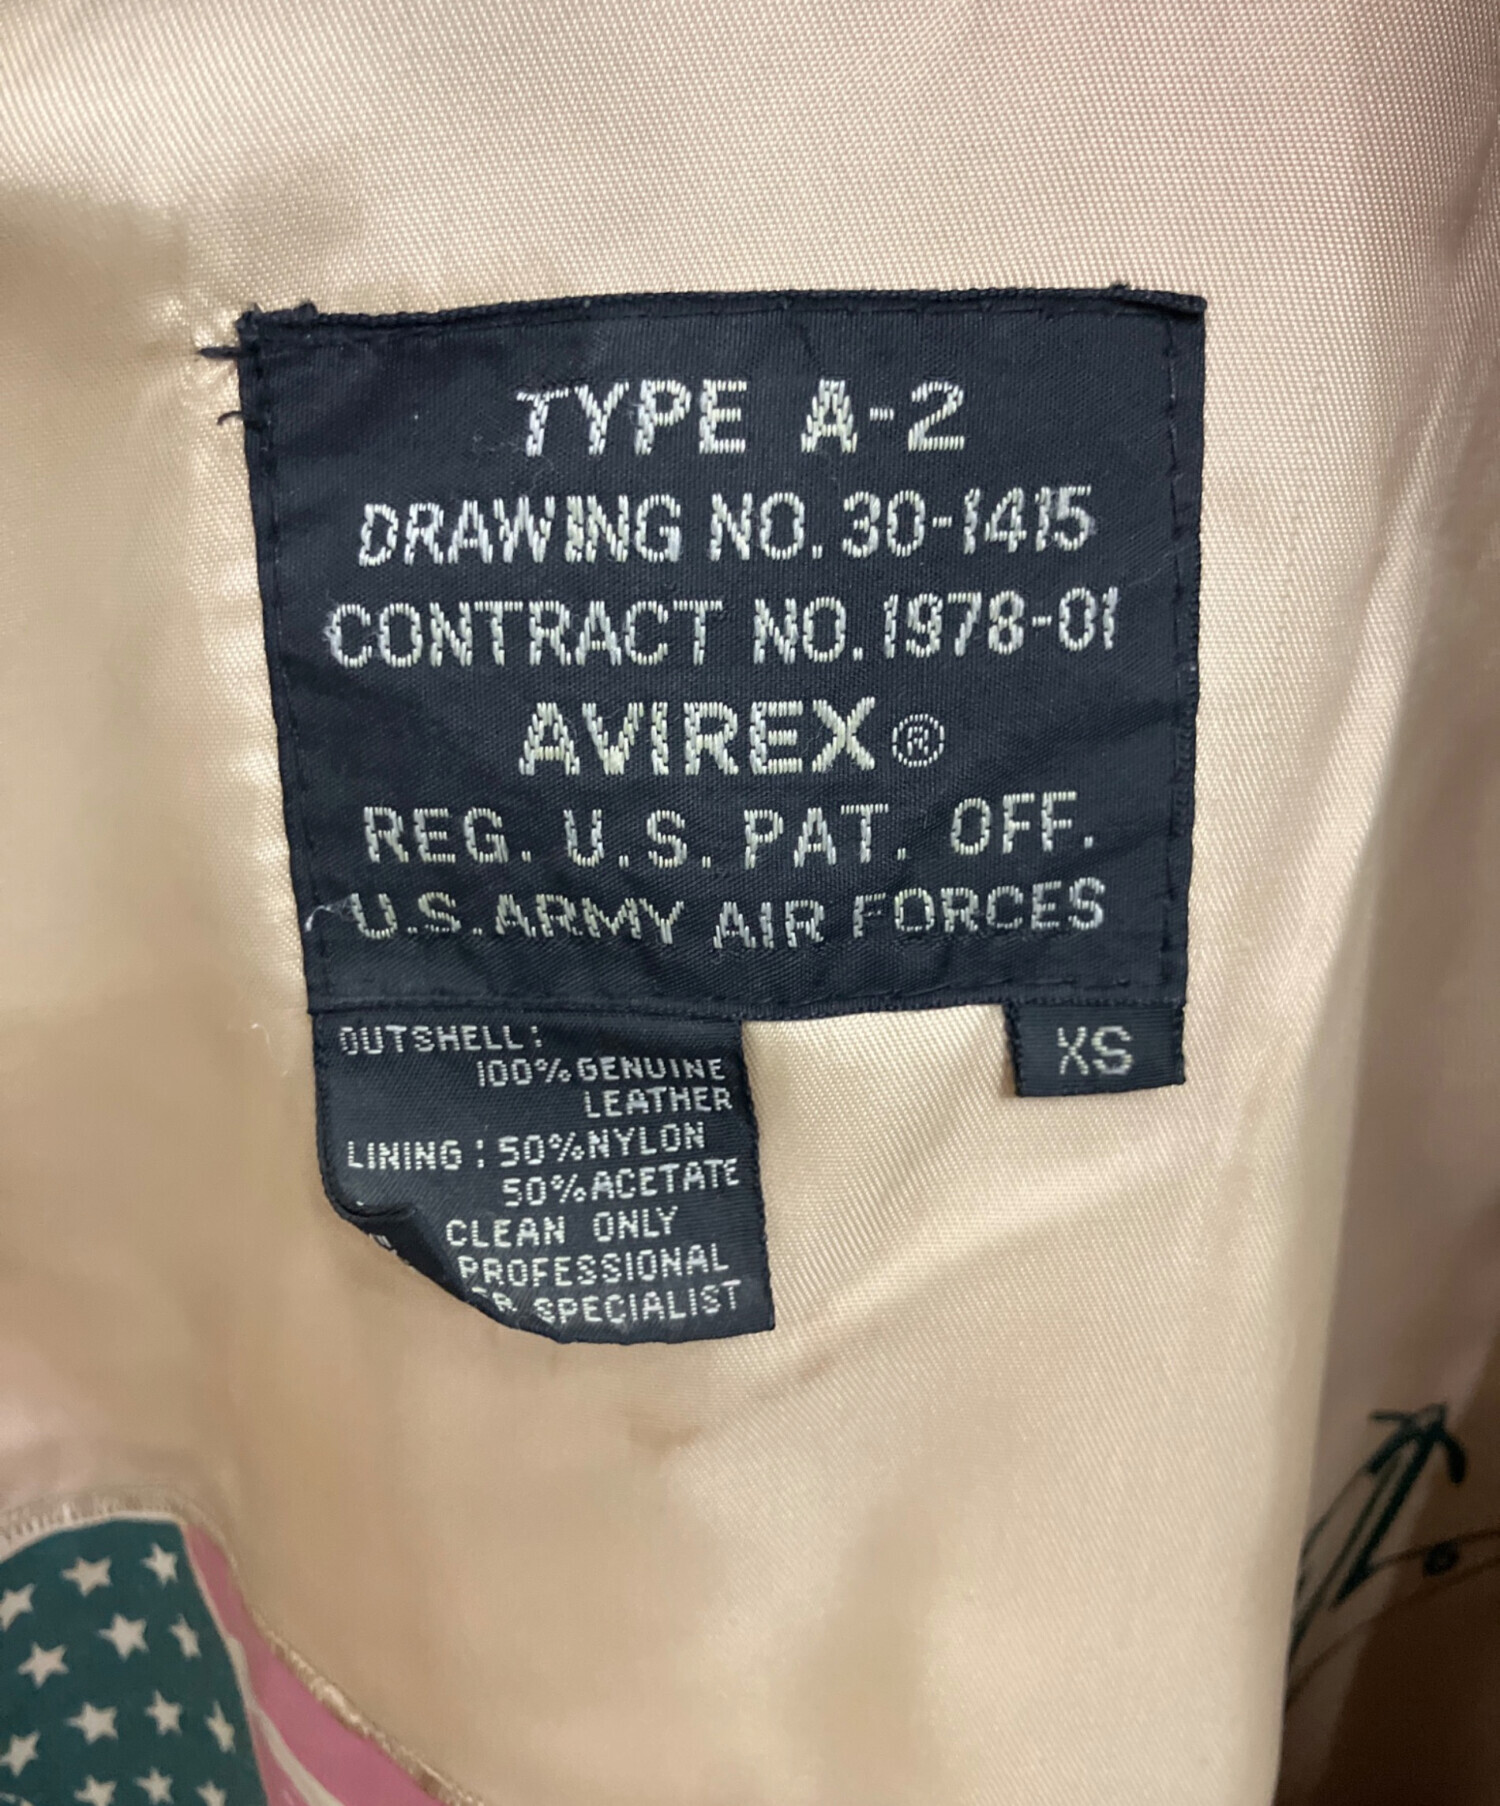 TYPE A-2
DRAWING NO. 30-1415
CONTRACT NO. 1978-01
AVIREX®
REG. U.S. PAT. OFF.
U.S. ARMY AIR FORCES
XS
OUTSHELL:
100% GENUINE
LEATHER
LINING: 50% NYLON
50% ACETATE
CLEAN ONLY
PROFESSIONAL
SPECIALIST